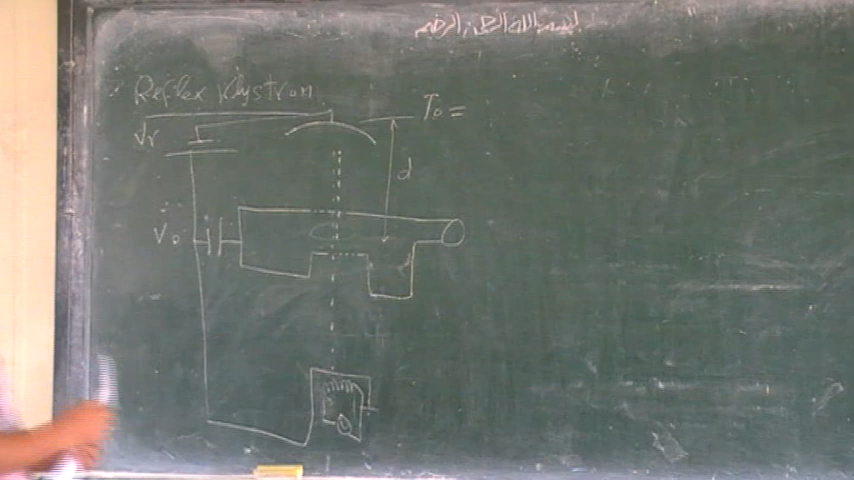 بسم الله الرحمن الرحيم
Reflex Klystron
T₀ =
Vr
d
V₀